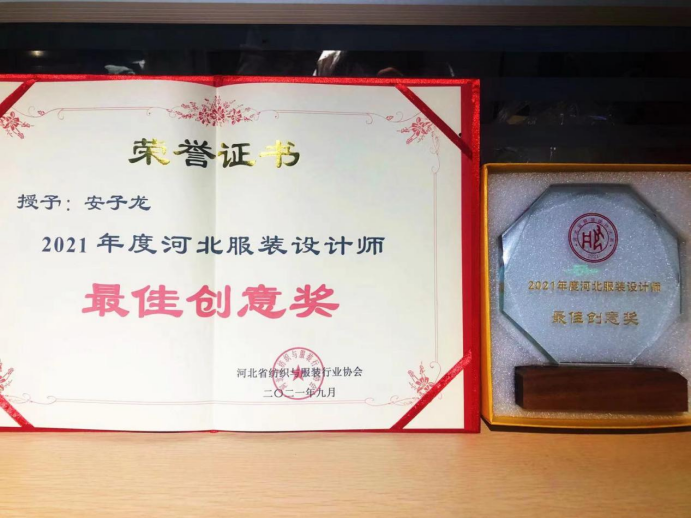 荣誉证书
授予：安子龙
2021年度河北服装设计师
最佳创意奖
河北省纺织与服装行业协会
二〇二一年九月
2021年度河北服装设计师
最佳创意奖